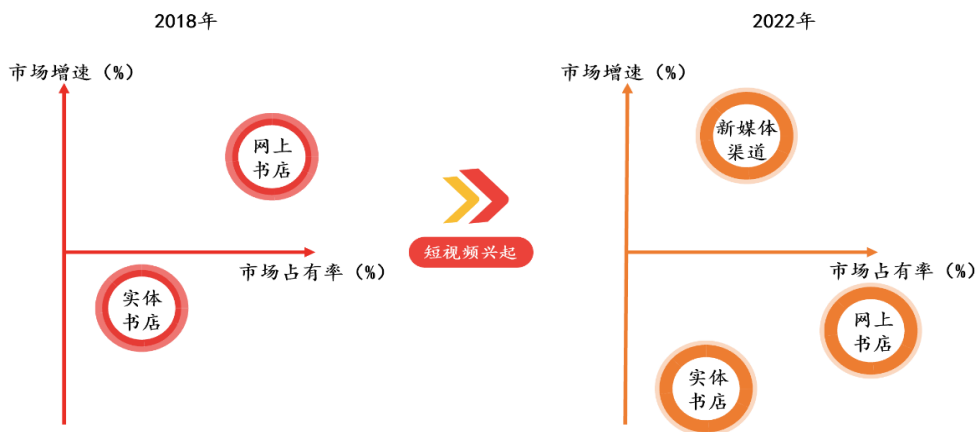 2018年
市场增速（%）
网上
书店
市场占有率（%）
实体
书店
短视频兴起
2022年
市场增速（%）
新媒体
渠道
市场占有率（%）
网上
书店
实体
书店